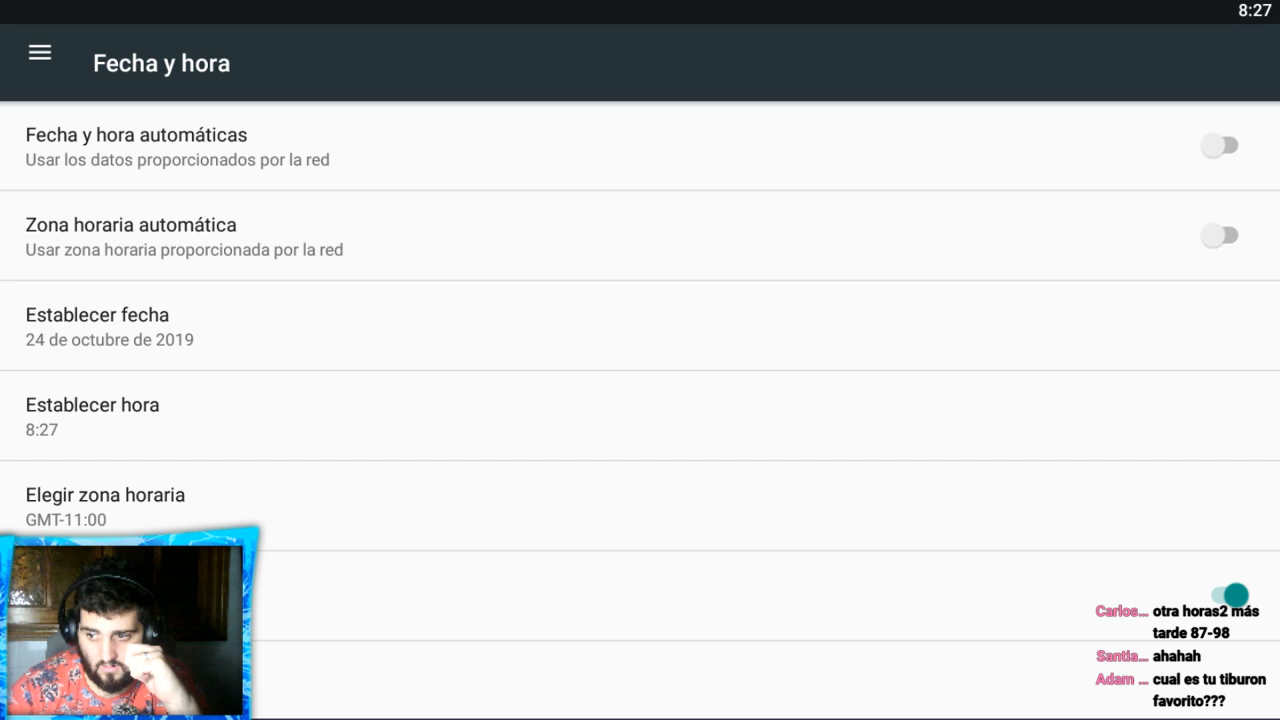 8:27
Fecha y hora
Fecha y hora automáticas
Usar los datos proporcionados por la red
Zona horaria automática
Usar zona horaria proporcionada por la red
Establecer fecha
24 de octubre de 2019
Establecer hora
8:27
Elegir zona horaria
GMT-11:00
Carlos... otra horas2 más
tarde 87-98
Santia... ahahah
Adam ... cual es tu tiburon
favorito???